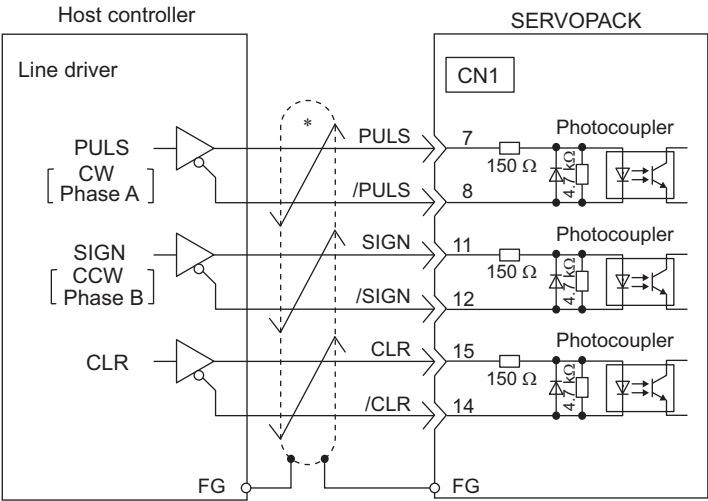 Host controller
SERVOPACK
Line driver
CN1
*
PULS
CW
Phase A
PULS
7
150 Ω
4.7 kΩ
Photocoupler
/PULS
8
SIGN
CCW
Phase B
SIGN
11
150 Ω
4.7 kΩ
Photocoupler
/SIGN
12
CLR
CLR
15
150 Ω
4.7 kΩ
Photocoupler
/CLR
14
FG
FG